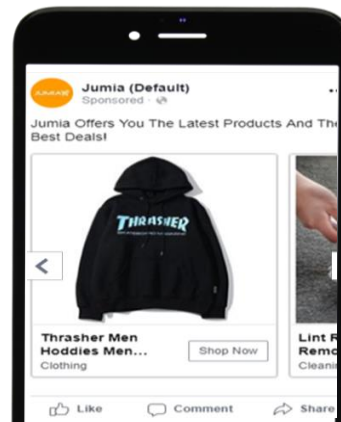 JUMIA
Jumia (Default)
Sponsored ·
Jumia Offers You The Latest Products And The
Best Deals!
THRASHER
Thrasher Men
Hoddies Men...
Clothing
Shop Now
Lint R
Remo
Cleani
Like
Comment
Share